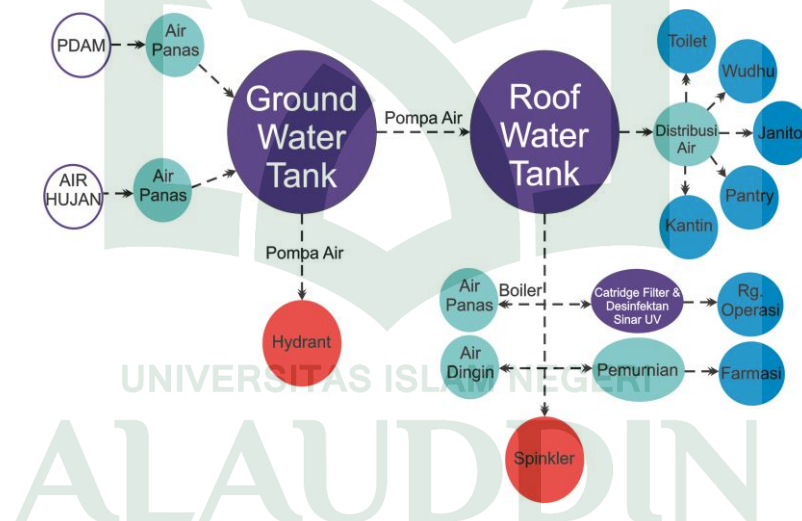 PDAM
Air
Panas
AIR
HUJAN
Air
Panas
Ground
Water
Tank
Pompa Air
Pompa Air
Hydrant
Roof
Water
Tank
Distribusi
Air
Toilet
Wudhu
Janito
Pantry
Kantin
Air
Panas
Boiler
Catridge Filter &
Desinfektan
Sinar UV
Rg.
Operasi
Air
Dingin
Pemurnian
Farmasi
Spinkler
UNIVERSITAS ISLAM NEGERI
ALAUDDIN